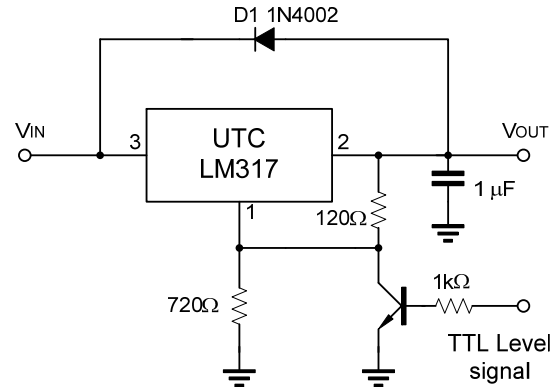 D1 1N4002
VIN
3
UTC
LM317
2
VOUT
1 µF
1
120Ω
720Ω
1kΩ
TTL Level
signal